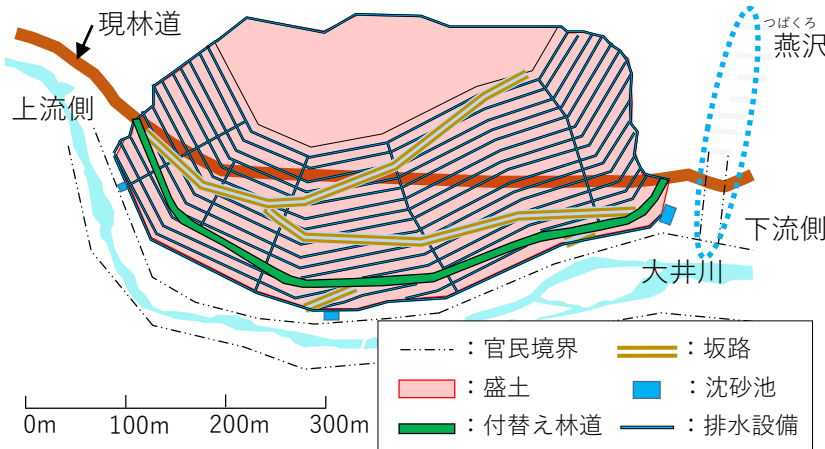 現林道
つばくろ
燕沢
上流側
下流側
大井川
：官民境界
：坂路
：盛土
：沈砂池
：付替え林道
：排水設備
0m
100m
200m
300m